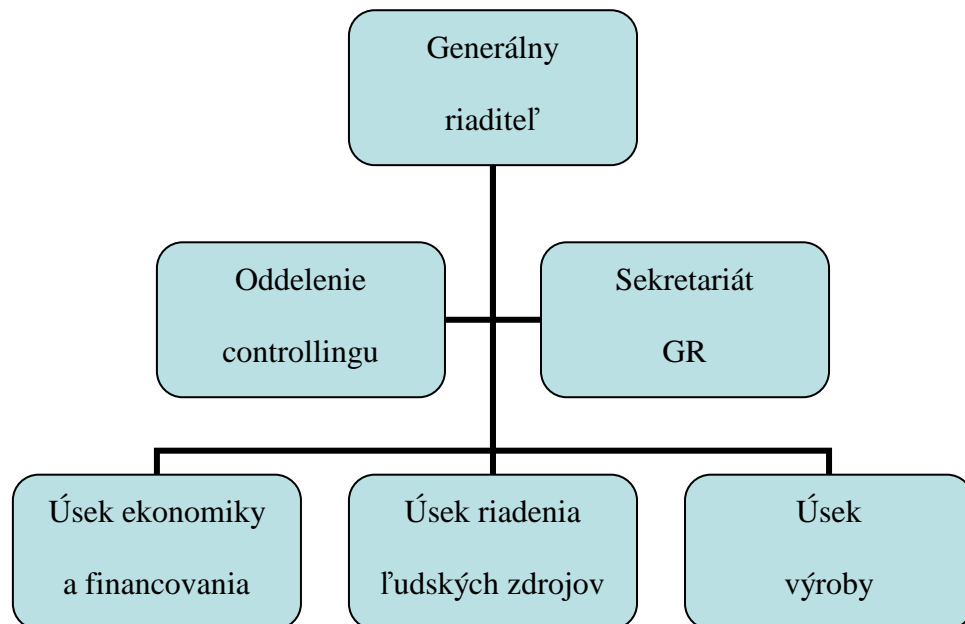 Generálny
riaditeľ
Oddelenie
controllingu
Sekretariát
GR
Úsek ekonomiky
a financovania
Úsek riadenia
ľudských zdrojov
Úsek
výroby